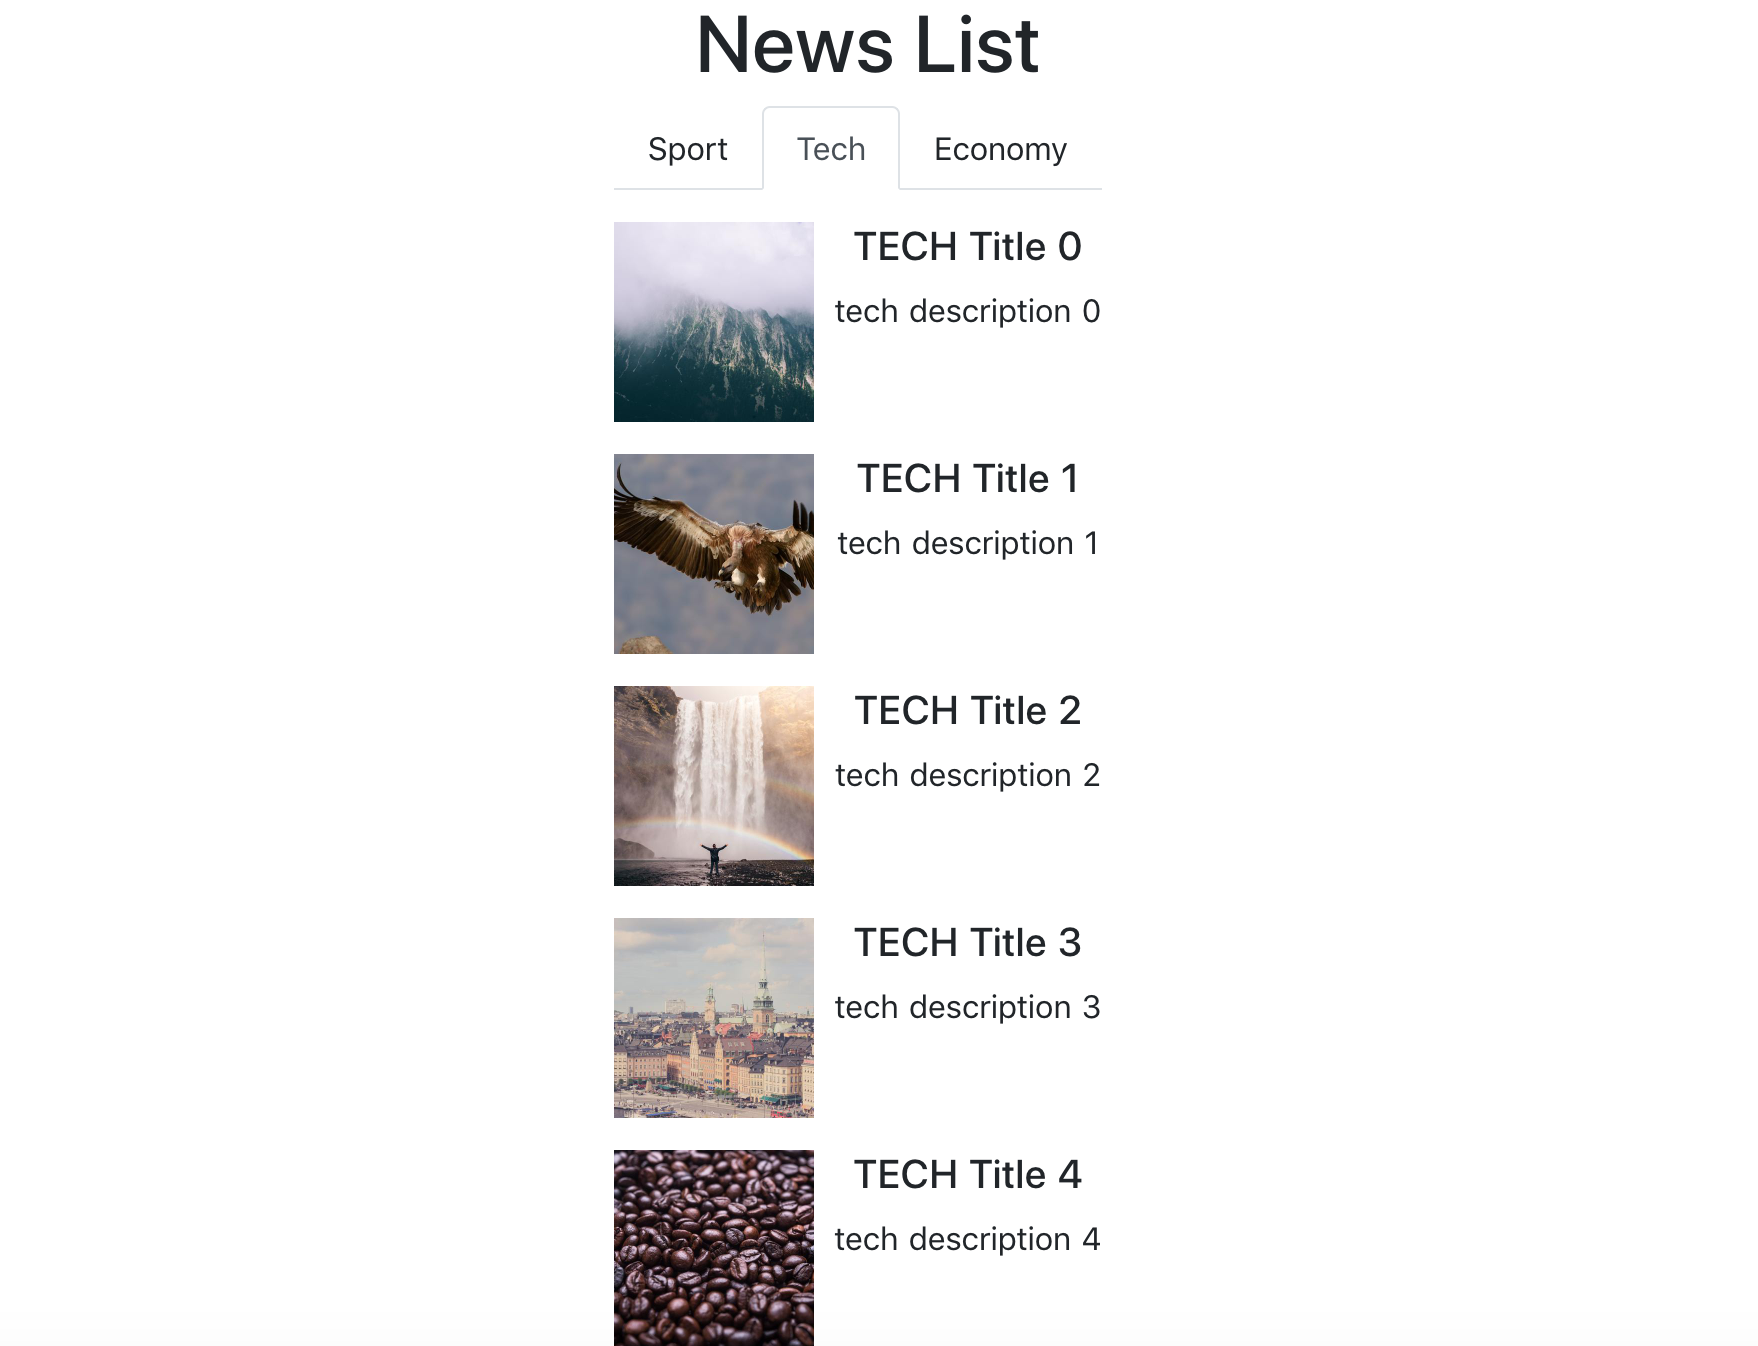 News List
Sport Tech Economy
TECH Title 0
tech description 0
TECH Title 1
tech description 1
TECH Title 2
tech description 2
TECH Title 3
tech description 3
TECH Title 4
tech description 4